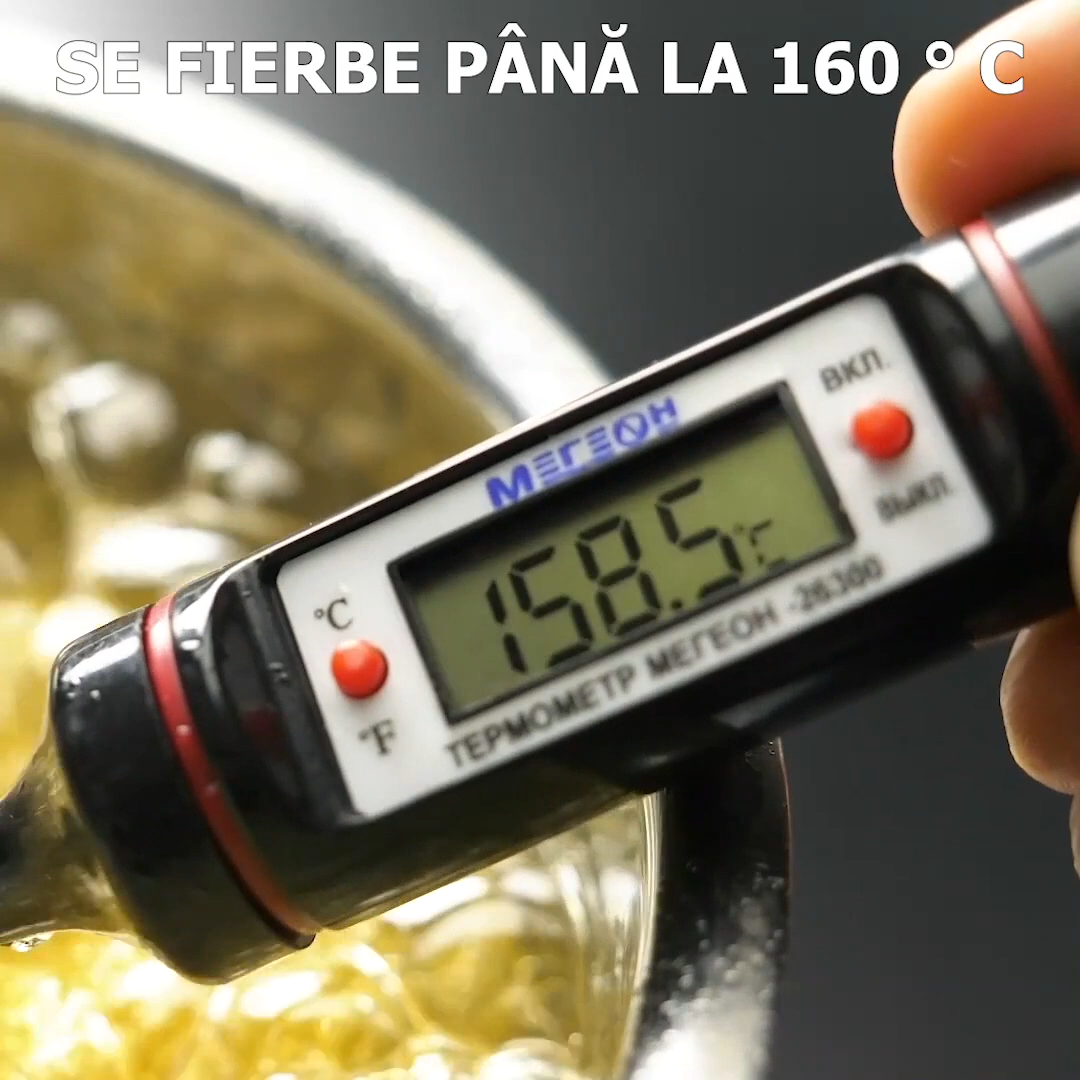 SE FIERBE PÂNĂ LA 160 ° C
ВКЛ.
МЕГЕОН
158.5°C
ВЫКЛ.
°C
°F
ТЕРМОМЕТР МЕГЕОН -26300